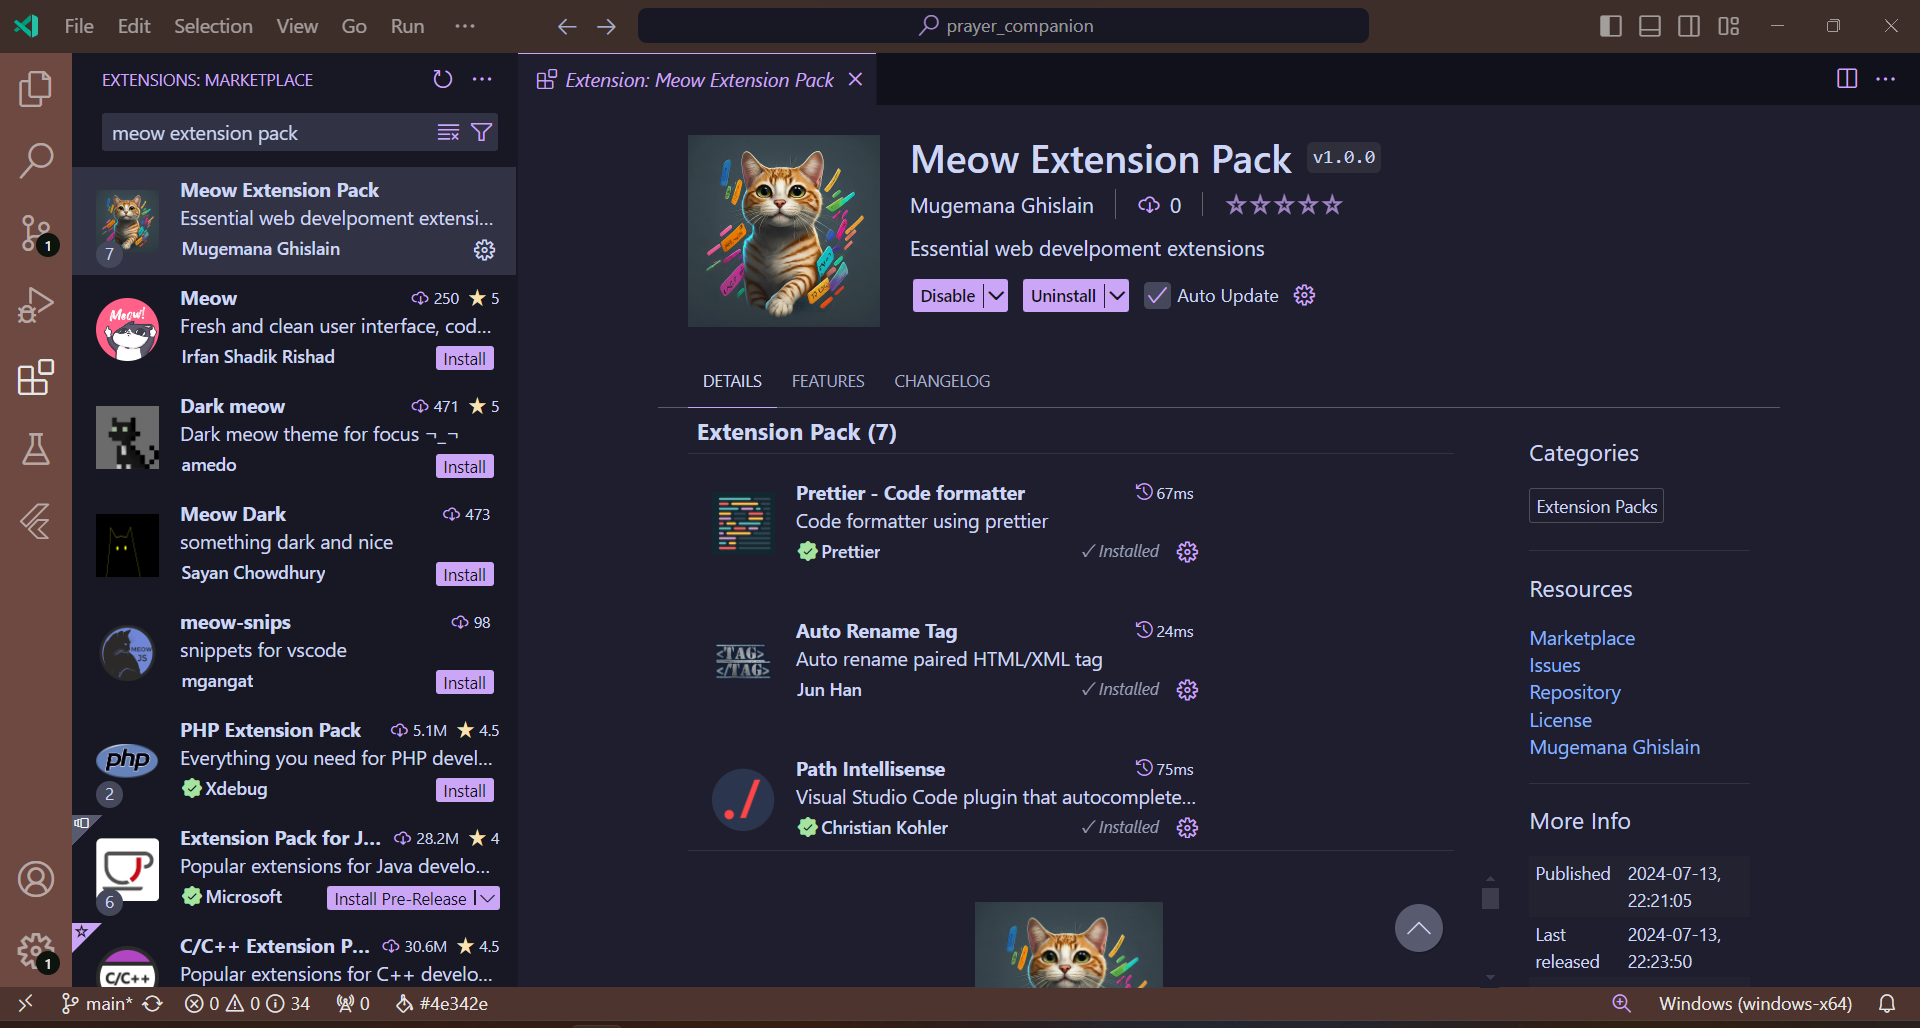 File Edit Selection View Go Run ···
prayer_companion
EXTENSIONS: MARKETPLACE
meow extension pack
Meow Extension Pack
Essential web develpoment extensi...
Mugemana Ghislain
7
Meow 250 5
Fresh and clean user interface, cod...
Irfan Shadik Rishad
Install
Meow!
Dark meow 471 5
Dark meow theme for focus ¬_¬
amedo
Install
Meow Dark 473
something dark and nice
Sayan Chowdhury
Install
meow-snips 98
snippets for vscode
mgangat
Install
MEOW
JS
PHP Extension Pack 5.1M 4.5
Everything you need for PHP devel...
Xdebug
Install
php
2
Extension Pack for J... 28.2M 4
Popular extensions for Java develo...
Microsoft
Install Pre-Release
6
C/C++ Extension P... 30.6M 4.5
Popular extensions for C++ develo...
C/C++
1
1
Extension: Meow Extension Pack
Meow Extension Pack v1.0.0
Mugemana Ghislain 0
Essential web develpoment extensions
Disable Uninstall Auto Update
DETAILS FEATURES CHANGELOG
Extension Pack (7)
Prettier - Code formatter 67ms
Code formatter using prettier
Prettier Installed
Auto Rename Tag 24ms
Auto rename paired HTML/XML tag
Jun Han Installed
<TAG>
</TAG>
Path Intellisense 75ms
Visual Studio Code plugin that autocomplete...
Christian Kohler Installed
./
Categories
Extension Packs
Resources
Marketplace
Issues
Repository
License
Mugemana Ghislain
More Info
Published 2024-07-13,
22:21:05
Last 2024-07-13,
released 22:23:50
main* 0 0 34 0 #4e342e
Windows (windows-x64)